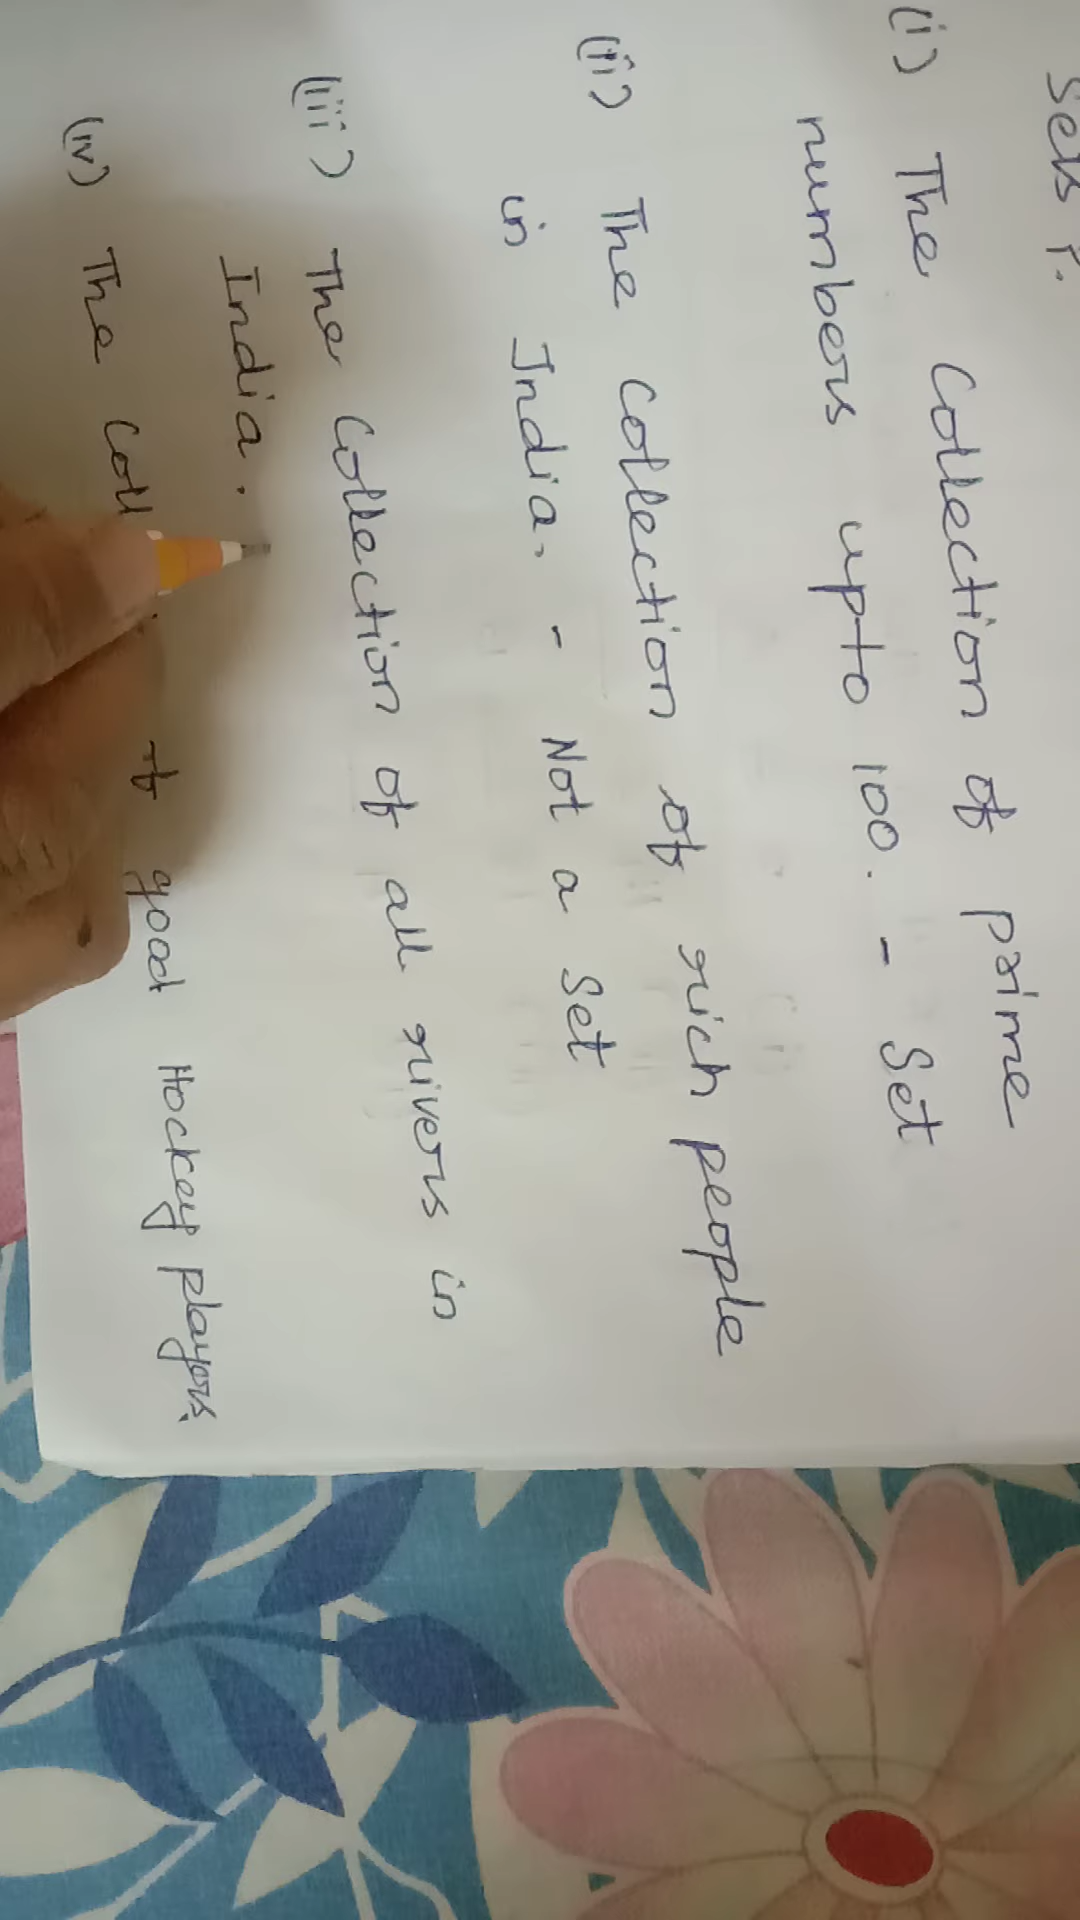 Sets ?.
(i) The Collection of prime
numbers upto 100. - Set
(ii) The Collection of rich people
in India. - Not a Set
(iii) The Collection of all rivers in
India.
(iv) The Coll of good Hockey players.